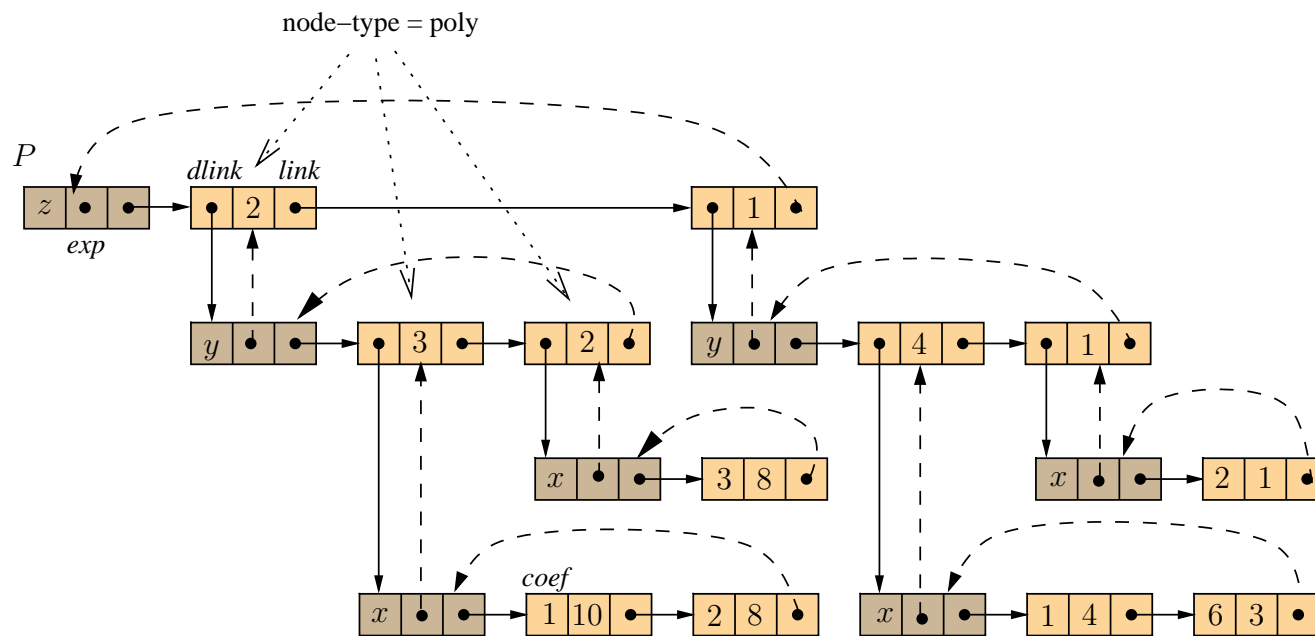 node−type = poly
P
dlink link
z 2 1
exp
y 3 2 y 4 1
x 3 8 x 2 1
coef
x 1 10 2 8 x 1 4 6 3